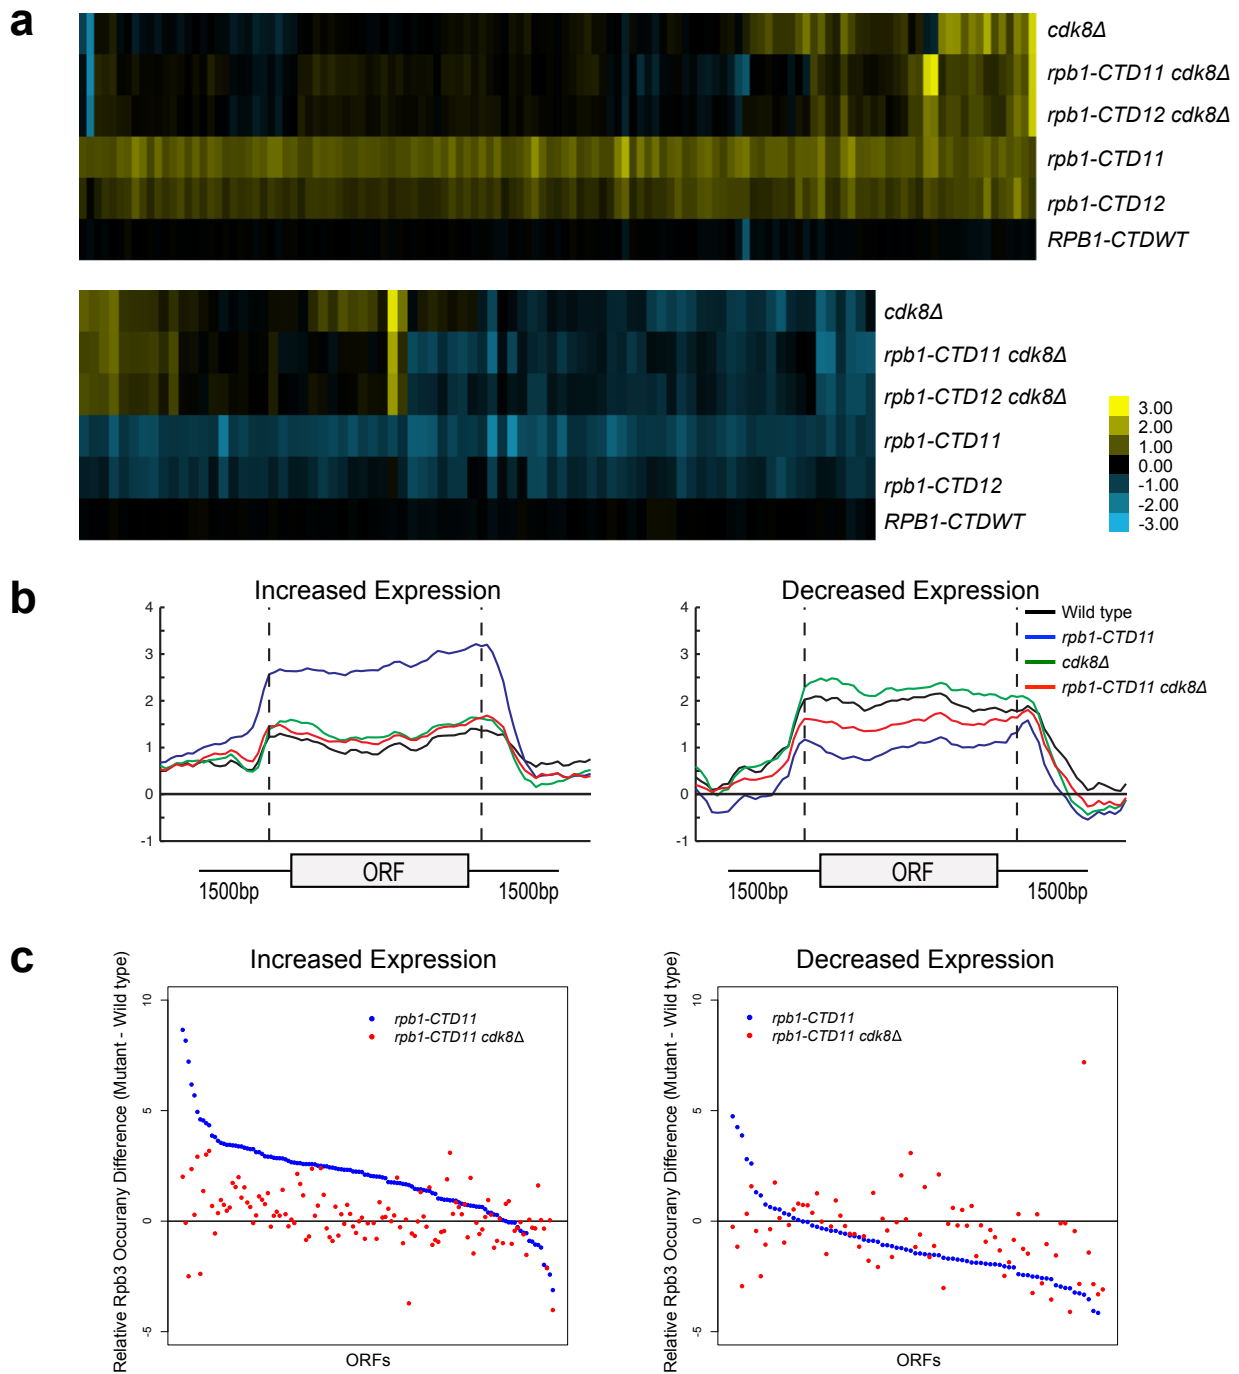 a
cdk8Δ
rpb1-CTD11 cdk8Δ
rpb1-CTD12 cdk8Δ
rpb1-CTD11
rpb1-CTD12
RPB1-CTDWT
cdk8Δ
rpb1-CTD11 cdk8Δ
rpb1-CTD12 cdk8Δ
rpb1-CTD11
rpb1-CTD12
RPB1-CTDWT
3.00
2.00
1.00
0.00
-1.00
-2.00
-3.00
b
Increased Expression
4
3
2
1
0
-1
1500bp
ORF
1500bp
Decreased Expression
4
3
2
1
0
-1
Wild type
rpb1-CTD11
cdk8Δ
rpb1-CTD11 cdk8Δ
1500bp
ORF
1500bp
c
Increased Expression
Relative Rpb3 Occurany Difference (Mutant - Wild type)
10
5
0
-5
rpb1-CTD11
rpb1-CTD11 cdk8Δ
ORFs
Decreased Expression
Relative Rpb3 Occurany Difference (Mutant - Wild type)
10
5
0
-5
rpb1-CTD11
rpb1-CTD11 cdk8Δ
ORFs